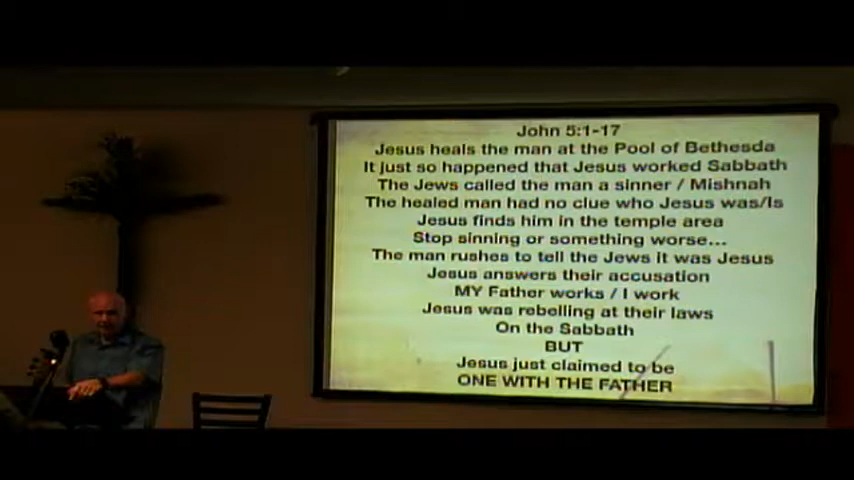 John 5:1-17
Jesus heals the man at the Pool of Bethesda
It just so happened that Jesus worked Sabbath
The Jews called the man a sinner / Mishnah
The healed man had no clue who Jesus was/Is
Jesus finds him in the temple area
Stop sinning or something worse...
The man rushes to tell the Jews it was Jesus
Jesus answers their accusation
MY Father works / I work
Jesus was rebelling at their laws
On the Sabbath
BUT
Jesus just claimed to be
ONE WITH THE FATHER